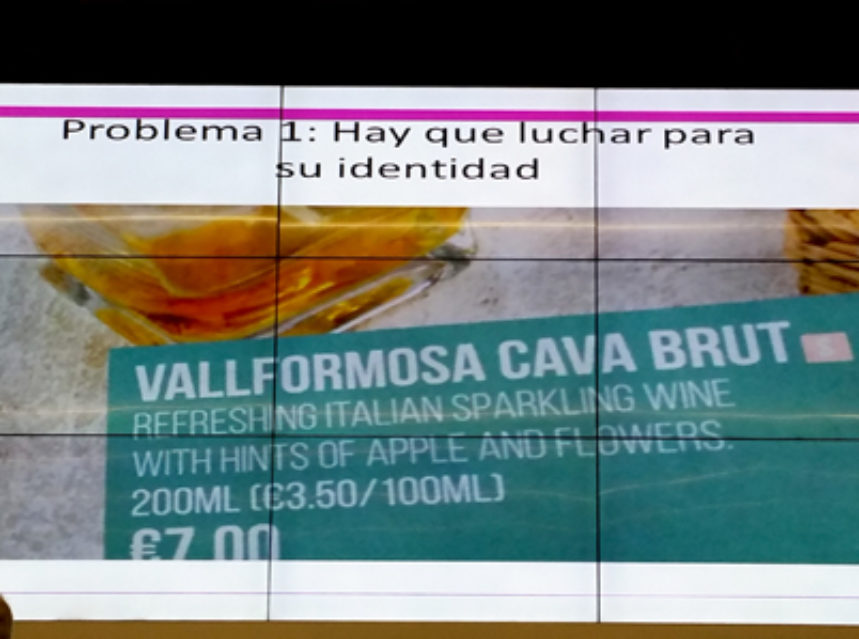 Problema 1: Hay que luchar para
su identidad
VALLFORMOSA CAVA BRUT
REFRESHING ITALIAN SPARKLING WINE
WITH HINTS OF APPLE AND FLOWERS.
200ML (€3.50/100ML)
€7.00